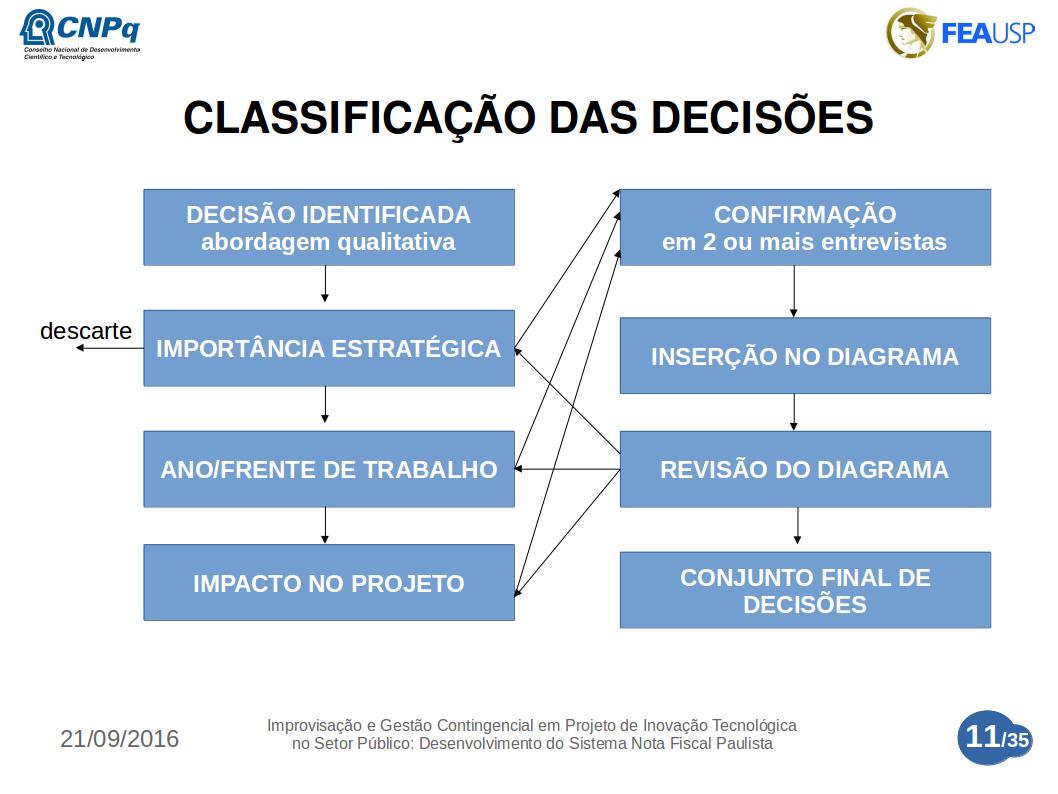 CNPq
Conselho Nacional de Desenvolvimento
Científico e Tecnológico
FEAUSP
CLASSIFICAÇÃO DAS DECISÕES
DECISÃO IDENTIFICADA
abordagem qualitativa
descarte
IMPORTÂNCIA ESTRATÉGICA
ANO/FRENTE DE TRABALHO
IMPACTO NO PROJETO
CONFIRMAÇÃO
em 2 ou mais entrevistas
INSERÇÃO NO DIAGRAMA
REVISÃO DO DIAGRAMA
CONJUNTO FINAL DE
DECISÕES
21/09/2016
Improvisação e Gestão Contingencial em Projeto de Inovação Tecnológica
no Setor Público: Desenvolvimento do Sistema Nota Fiscal Paulista
11/35